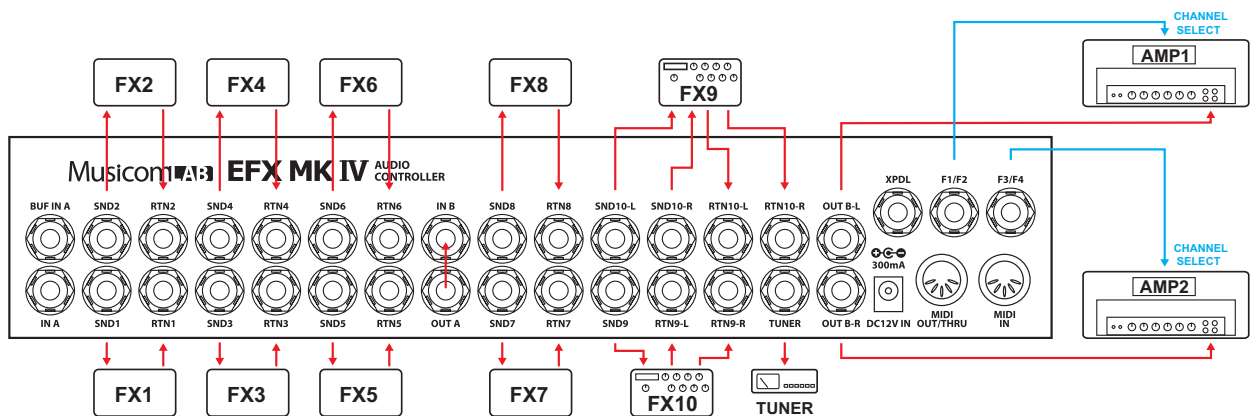 CHANNEL
SELECT
AMP1
FX2
FX4
FX6
FX8
FX9
MusicomLAB EFX MK IV AUDIO
CONTROLLER
XPDL
F1/F2
F3/F4
BUF IN A
SND2
RTN2
SND4
RTN4
SND6
RTN6
IN B
SND8
RTN8
SND10-L
SND10-R
RTN10-L
RTN10-R
OUT B-L
300mA
CHANNEL
SELECT
AMP2
IN A
SND1
RTN1
SND3
RTN3
SND5
RTN5
OUT A
SND7
RTN7
SND9
RTN9-L
RTN9-R
TUNER
OUT B-R
DC12V IN
MIDI
OUT/THRU
MIDI
IN
FX1
FX3
FX5
FX7
FX10
TUNER